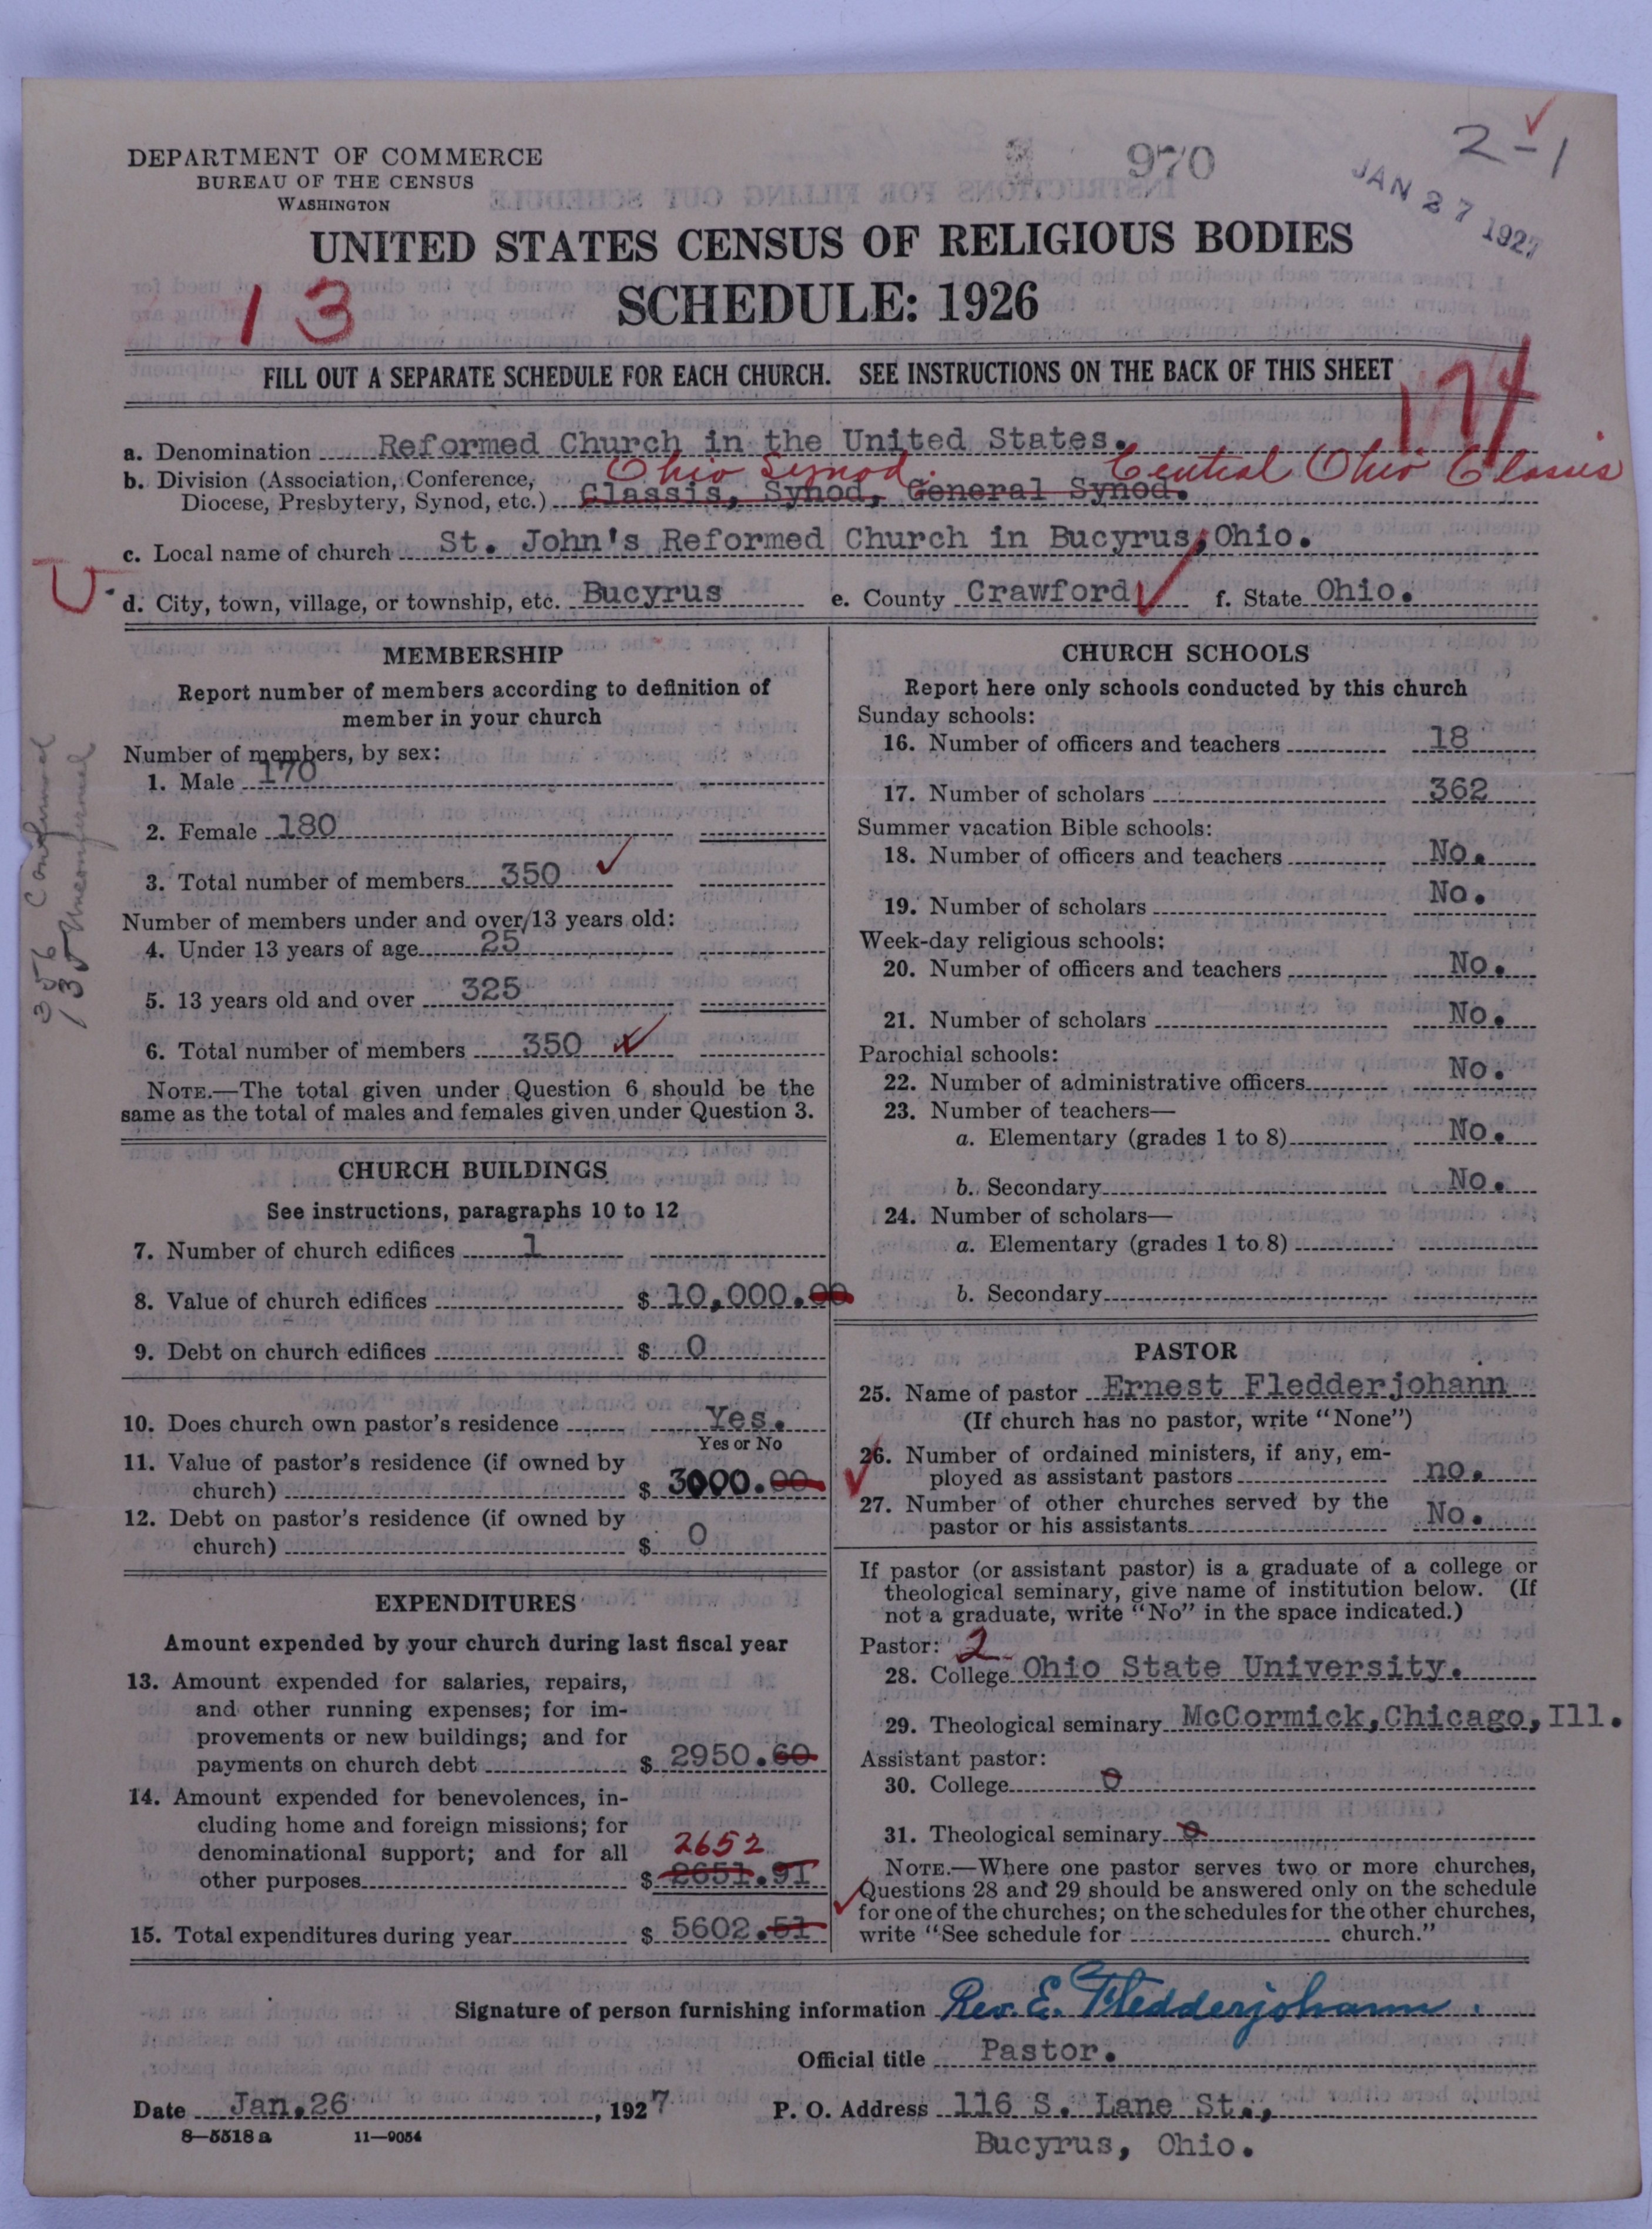 DEPARTMENT OF COMMERCE
BUREAU OF THE CENSUS
WASHINGTON
970
2-1
JAN 27 1927
UNITED STATES CENSUS OF RELIGIOUS BODIES
SCHEDULE: 1926
13
FILL OUT A SEPARATE SCHEDULE FOR EACH CHURCH. SEE INSTRUCTIONS ON THE BACK OF THIS SHEET
174
a. Denomination Reformed Church in the United States.
Ohio Synod. Central Ohio Classis
b. Division (Association, Conference,
Diocese, Presbytery, Synod, etc.) Classis, Synod, General Synod.
c. Local name of church St. John's Reformed Church in Bucyrus, Ohio.
d. City, town, village, or township, etc. Bucyrus e. County Crawford f. State Ohio.
MEMBERSHIP
Report number of members according to definition of
member in your church
Number of members, by sex:
1. Male 170
2. Female 180
3. Total number of members 350
Number of members under and over 13 years old:
4. Under 13 years of age 25
5. 13 years old and over 325
6. Total number of members 350
NOTE.—The total given under Question 6 should be the
same as the total of males and females given under Question 3.
356 Confirmed
135 Unconfirmed
CHURCH BUILDINGS
See instructions, paragraphs 10 to 12
7. Number of church edifices 1
8. Value of church edifices $ 10,000.00
9. Debt on church edifices $ 0
10. Does church own pastor's residence Yes.
Yes or No
11. Value of pastor's residence (if owned by
church) $ 3000.00
12. Debt on pastor's residence (if owned by
church) $ 0
EXPENDITURES
Amount expended by your church during last fiscal year
13. Amount expended for salaries, repairs,
and other running expenses; for im-
provements or new buildings; and for
payments on church debt $ 2950.60
14. Amount expended for benevolences, in-
cluding home and foreign missions; for
denominational support; and for all 2652
other purposes $ 2651.91
15. Total expenditures during year $ 5602.51
CHURCH SCHOOLS
Report here only schools conducted by this church
Sunday schools:
16. Number of officers and teachers 18
17. Number of scholars 362
Summer vacation Bible schools:
18. Number of officers and teachers No.
19. Number of scholars No.
Week-day religious schools:
20. Number of officers and teachers No.
21. Number of scholars No.
Parochial schools:
22. Number of administrative officers No.
23. Number of teachers—
a. Elementary (grades 1 to 8) No.
b. Secondary No.
24. Number of scholars—
a. Elementary (grades 1 to 8)
b. Secondary
PASTOR
25. Name of pastor Ernest Fledderjohann
(If church has no pastor, write "None")
26. Number of ordained ministers, if any, em-
ployed as assistant pastors no.
27. Number of other churches served by the
pastor or his assistants No.
If pastor (or assistant pastor) is a graduate of a college or
theological seminary, give name of institution below. (If
not a graduate, write "No" in the space indicated.)
Pastor: 2
28. College Ohio State University.
29. Theological seminary McCormick, Chicago, Ill.
Assistant pastor:
30. College 0
31. Theological seminary 0
NOTE.—Where one pastor serves two or more churches,
Questions 28 and 29 should be answered only on the schedule
for one of the churches; on the schedules for the other churches,
write "See schedule for church."
Signature of person furnishing information Rev. E. Fledderjohann.
Official title Pastor.
Date Jan. 26, 1927 P. O. Address 116 S. Lane St.,
8—5518a 11—9054
Bucyrus, Ohio.